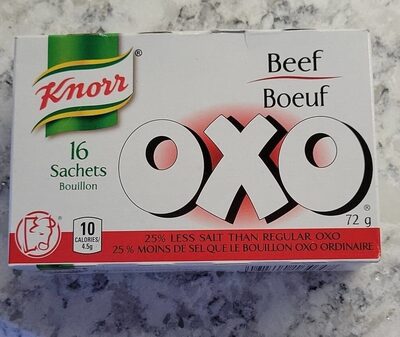 Knorr®
Beef
Boeuf
16
Sachets
Bouillon
OXO®
72 g
10
CALORIES/
4.5g
25% LESS SALT THAN REGULAR OXO
25% MOINS DE SEL QUE LE BOUILLON OXO ORDINAIRE